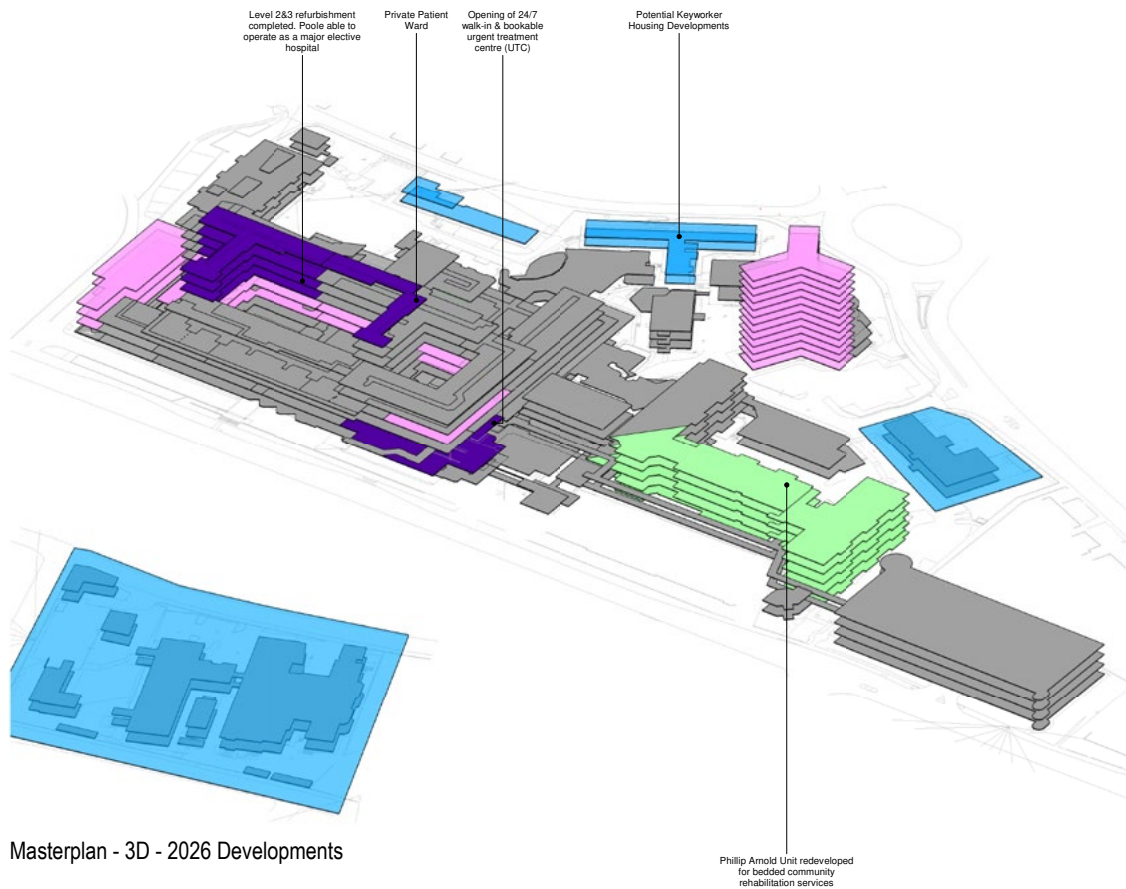 Level 2&3 refurbishment
completed. Poole able to
operate as a major elective
hospital
Private Patient
Ward
Opening of 24/7
walk-in & bookable
urgent treatment
centre (UTC)
Potential Keyworker
Housing Developments
Masterplan - 3D - 2026 Developments
Phillip Arnold Unit redeveloped
for bedded community
rehabilitation services